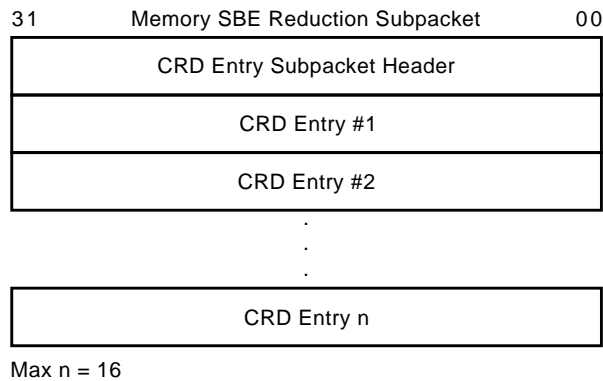 31 Memory SBE Reduction Subpacket 00
CRD Entry Subpacket Header
CRD Entry #1
CRD Entry #2
.
.
.
CRD Entry n
Max n = 16